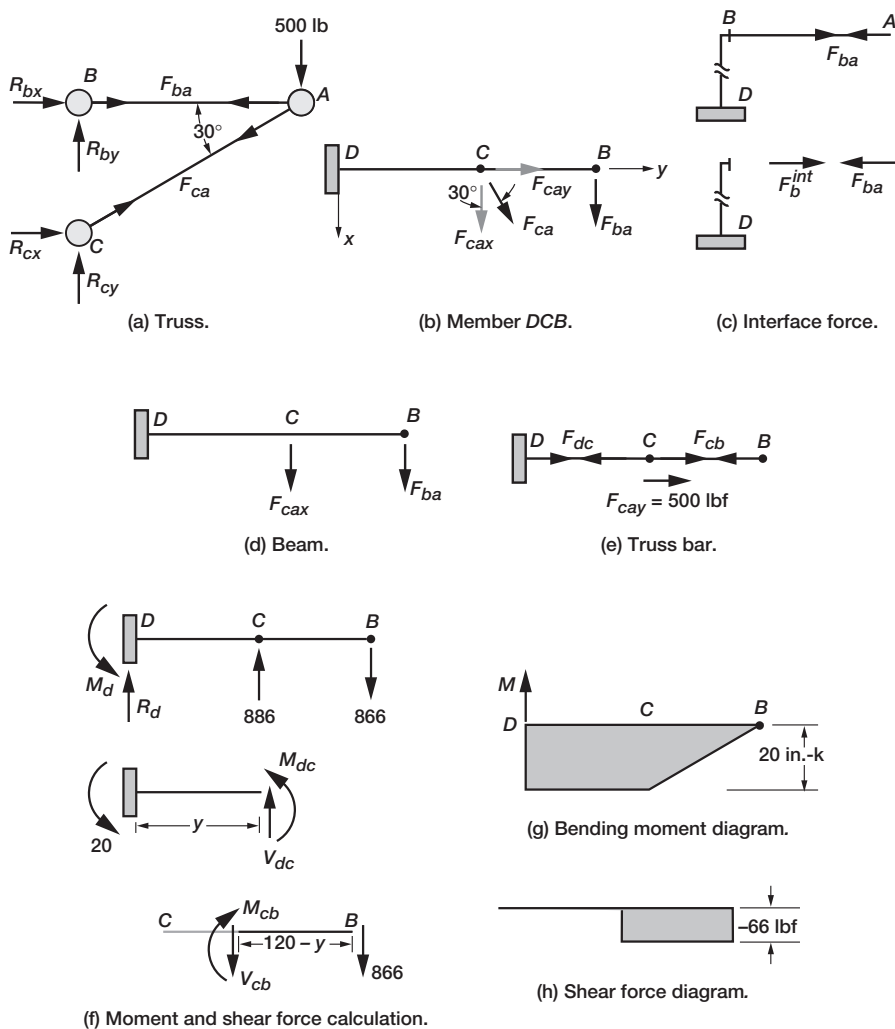 500 lb
R_bx
B
F_ba
A
R_by
30°
F_ca
R_cx
C
R_cy
(a) Truss.
D
C
B
y
30°
F_cay
F_ca
F_cax
F_ba
x
(b) Member DCB.
B
A
F_ba
D
F_b^int
F_ba
D
(c) Interface force.
D
C
B
F_cax
F_ba
(d) Beam.
D
F_dc
C
F_cb
B
F_cay = 500 lbf
(e) Truss bar.
D
C
B
M_d
R_d
886
866
M_dc
20
y
V_dc
C
M_cb
B
120 – y
V_cb
866
(f) Moment and shear force calculation.
M
D
C
B
20 in.-k
(g) Bending moment diagram.
–66 lbf
(h) Shear force diagram.